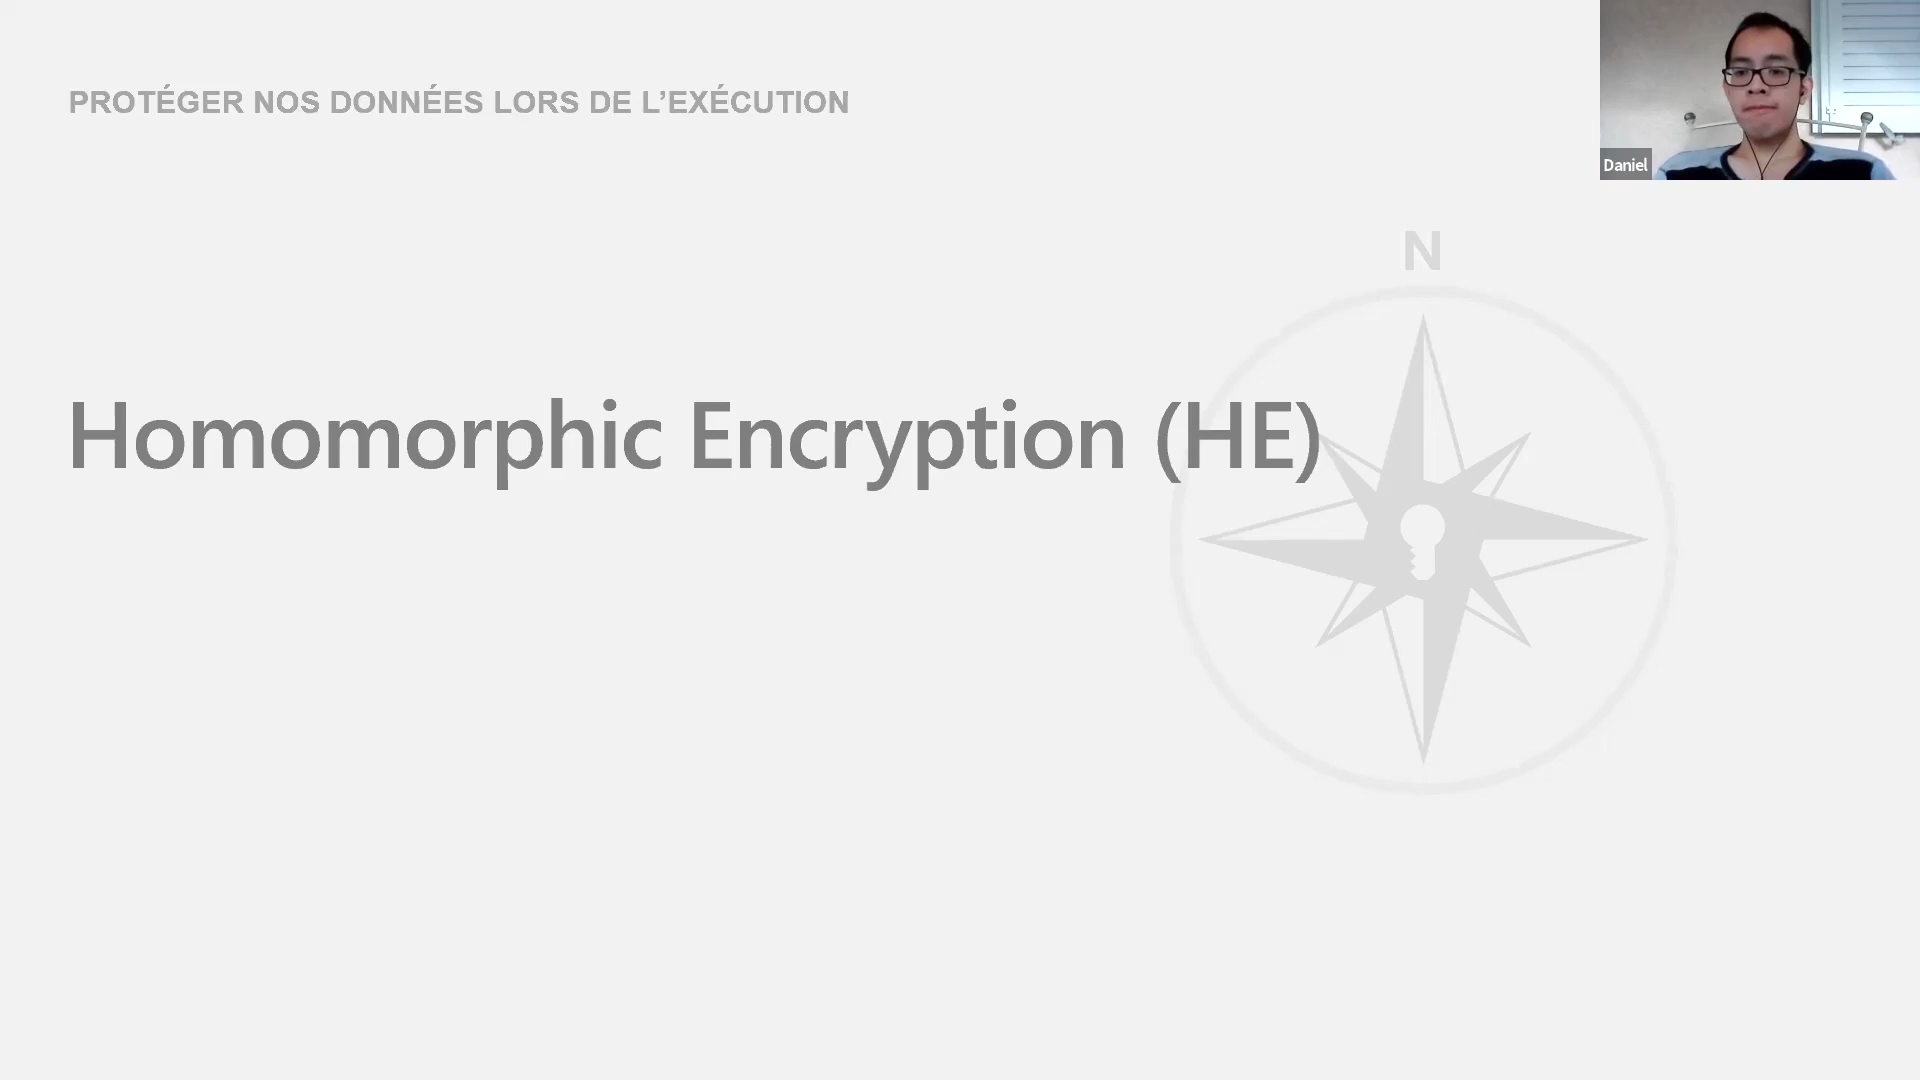 PROTÉGER NOS DONNÉES LORS DE L’EXÉCUTION
Daniel
N
Homomorphic Encryption (HE)